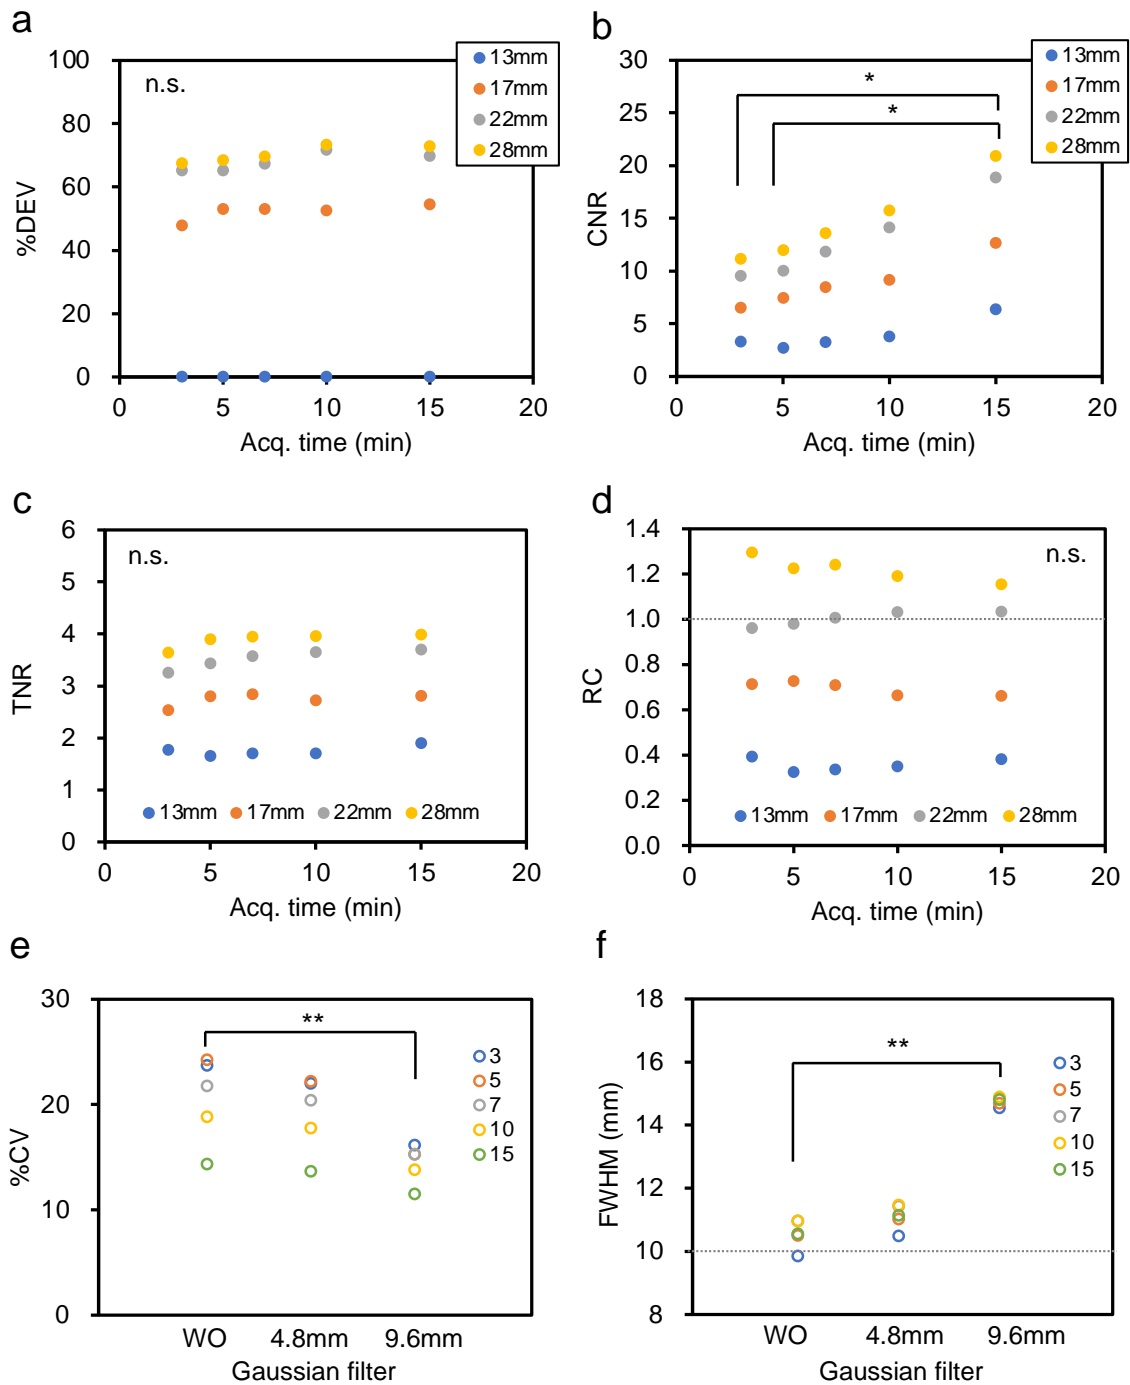 a
100
80
60
40
20
0
%DEV
n.s.
13mm
17mm
22mm
28mm
0 5 10 15 20
Acq. time (min)
b
30
25
20
15
10
5
0
CNR
*
*
13mm
17mm
22mm
28mm
0 5 10 15 20
Acq. time (min)
c
6
5
4
3
2
1
0
TNR
n.s.
13mm 17mm 22mm 28mm
0 5 10 15 20
Acq. time (min)
d
1.4
1.2
1.0
0.8
0.6
0.4
0.2
0.0
RC
n.s.
13mm 17mm 22mm 28mm
0 5 10 15 20
Acq. time (min)
e
30
20
10
0
%CV
**
3
5
7
10
15
WO 4.8mm 9.6mm
Gaussian filter
f
18
16
14
12
10
8
FWHM (mm)
**
3
5
7
10
15
WO 4.8mm 9.6mm
Gaussian filter